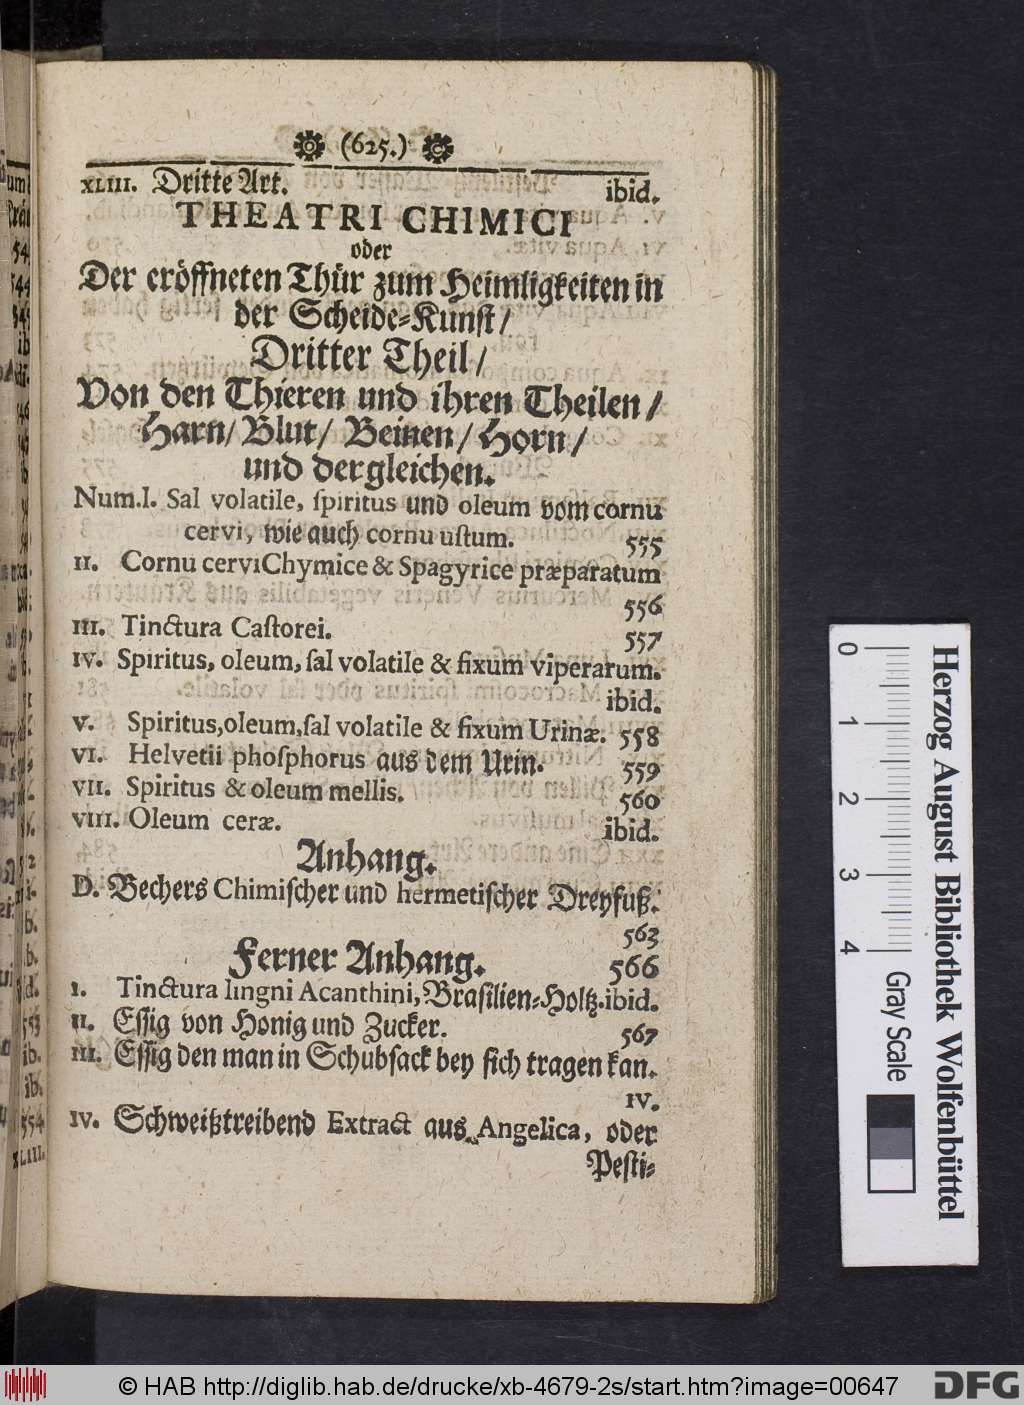 (625.)
XLIII. Dritte Art. ibid.
THEATRI CHIMICI
oder
Der eröffneten Thür zum Heimligkeiten in
der Scheide=Kunst/
Dritter Theil/
Von den Thieren und ihren Theilen/
Harn/ Blut/ Beinen/ Horn/
und dergleichen.
Num.I. Sal volatile, ſpiritus und oleum vom cornu
cervi, wie auch cornu uſtum. 555
II. Cornu cervi Chymice & Spagyrice præparatum
556
III. Tinctura Caſtorei. 557
IV. Spiritus, oleum, ſal volatile & fixum viperarum.
ibid.
V. Spiritus, oleum, ſal volatile & fixum Urinæ. 558
VI. Helvetii phoſphorus aus dem Urin. 559
VII. Spiritus & oleum mellis. 560
VIII. Oleum ceræ. ibid.
Anhang.
D. Bechers Chimiſcher und hermetiſcher Dreyfuß.
563
Ferner Anhang. 566
I. Tinctura lingni Acanthini, Braſilien=Holtz. ibid.
II. Eſſig von Honig und Zucker. 567
III. Eſſig den man in Schubſack bey ſich tragen kan.
IV.
IV. Schweißtreibend Extract aus Angelica, oder
Peſti=
0 1 2 3 4
Gray Scale
Herzog August Bibliothek Wolfenbüttel
© HAB http://diglib.hab.de/drucke/xb-4679-2s/start.htm?image=00647
DFG